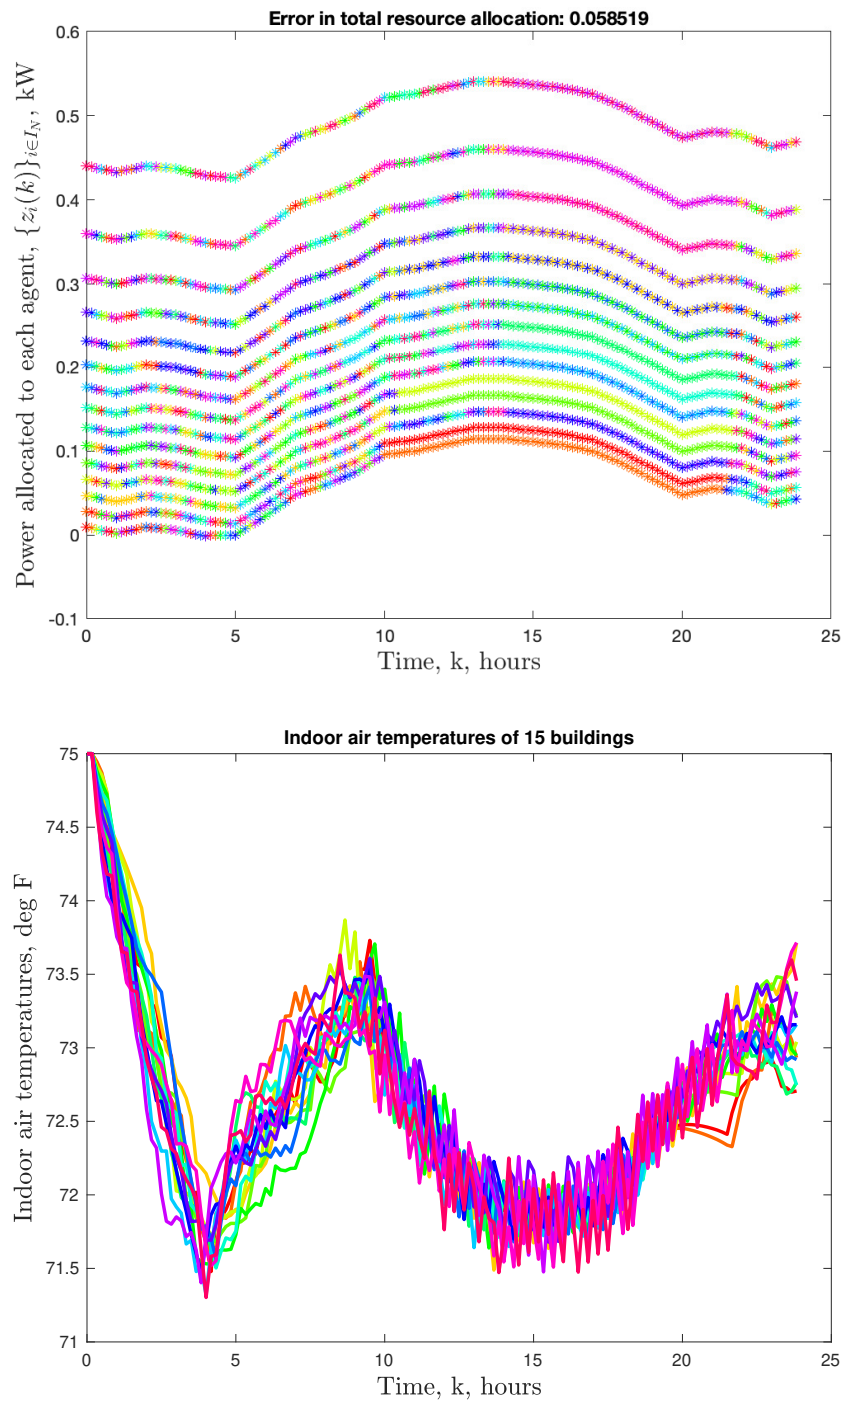 Error in total resource allocation: 0.058519
Power allocated to each agent, {z_i(k)}_{i∈I_N}, kW
0.6
0.5
0.4
0.3
0.2
0.1
0
-0.1
0 5 10 15 20 25
Time, k, hours
Indoor air temperatures of 15 buildings
Indoor air temperatures, deg F
75
74.5
74
73.5
73
72.5
72
71.5
71
0 5 10 15 20 25
Time, k, hours